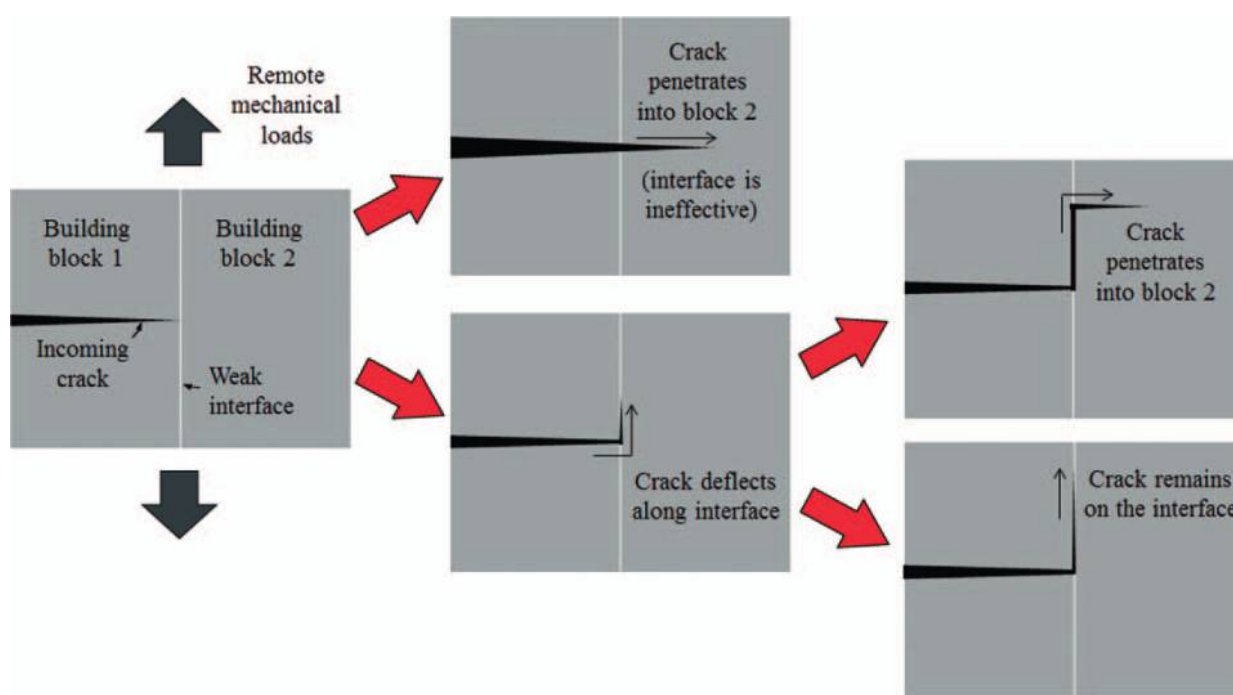 Remote
mechanical
loads
Building
block 1
Building
block 2
Incoming
crack
Weak
interface
Crack
penetrates
into block 2
(interface is
ineffective)
Crack deflects
along interface
Crack
penetrates
into block 2
Crack remains
on the interface